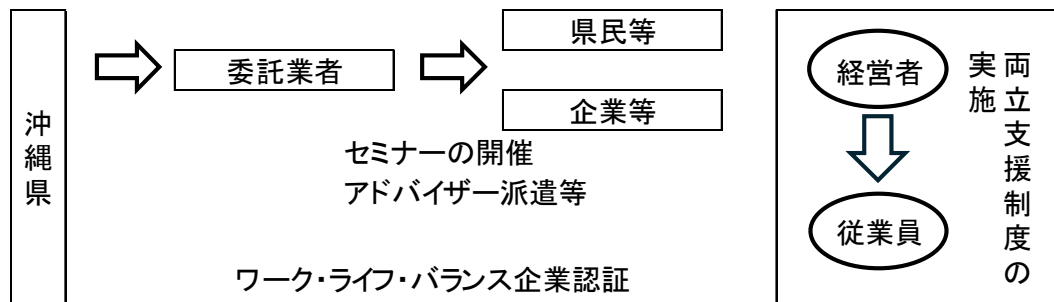 沖縄県
委託業者
県民等
企業等
セミナーの開催
アドバイザー派遣等
ワーク・ライフ・バランス企業認証
経営者
従業員
両立支援制度の
実施